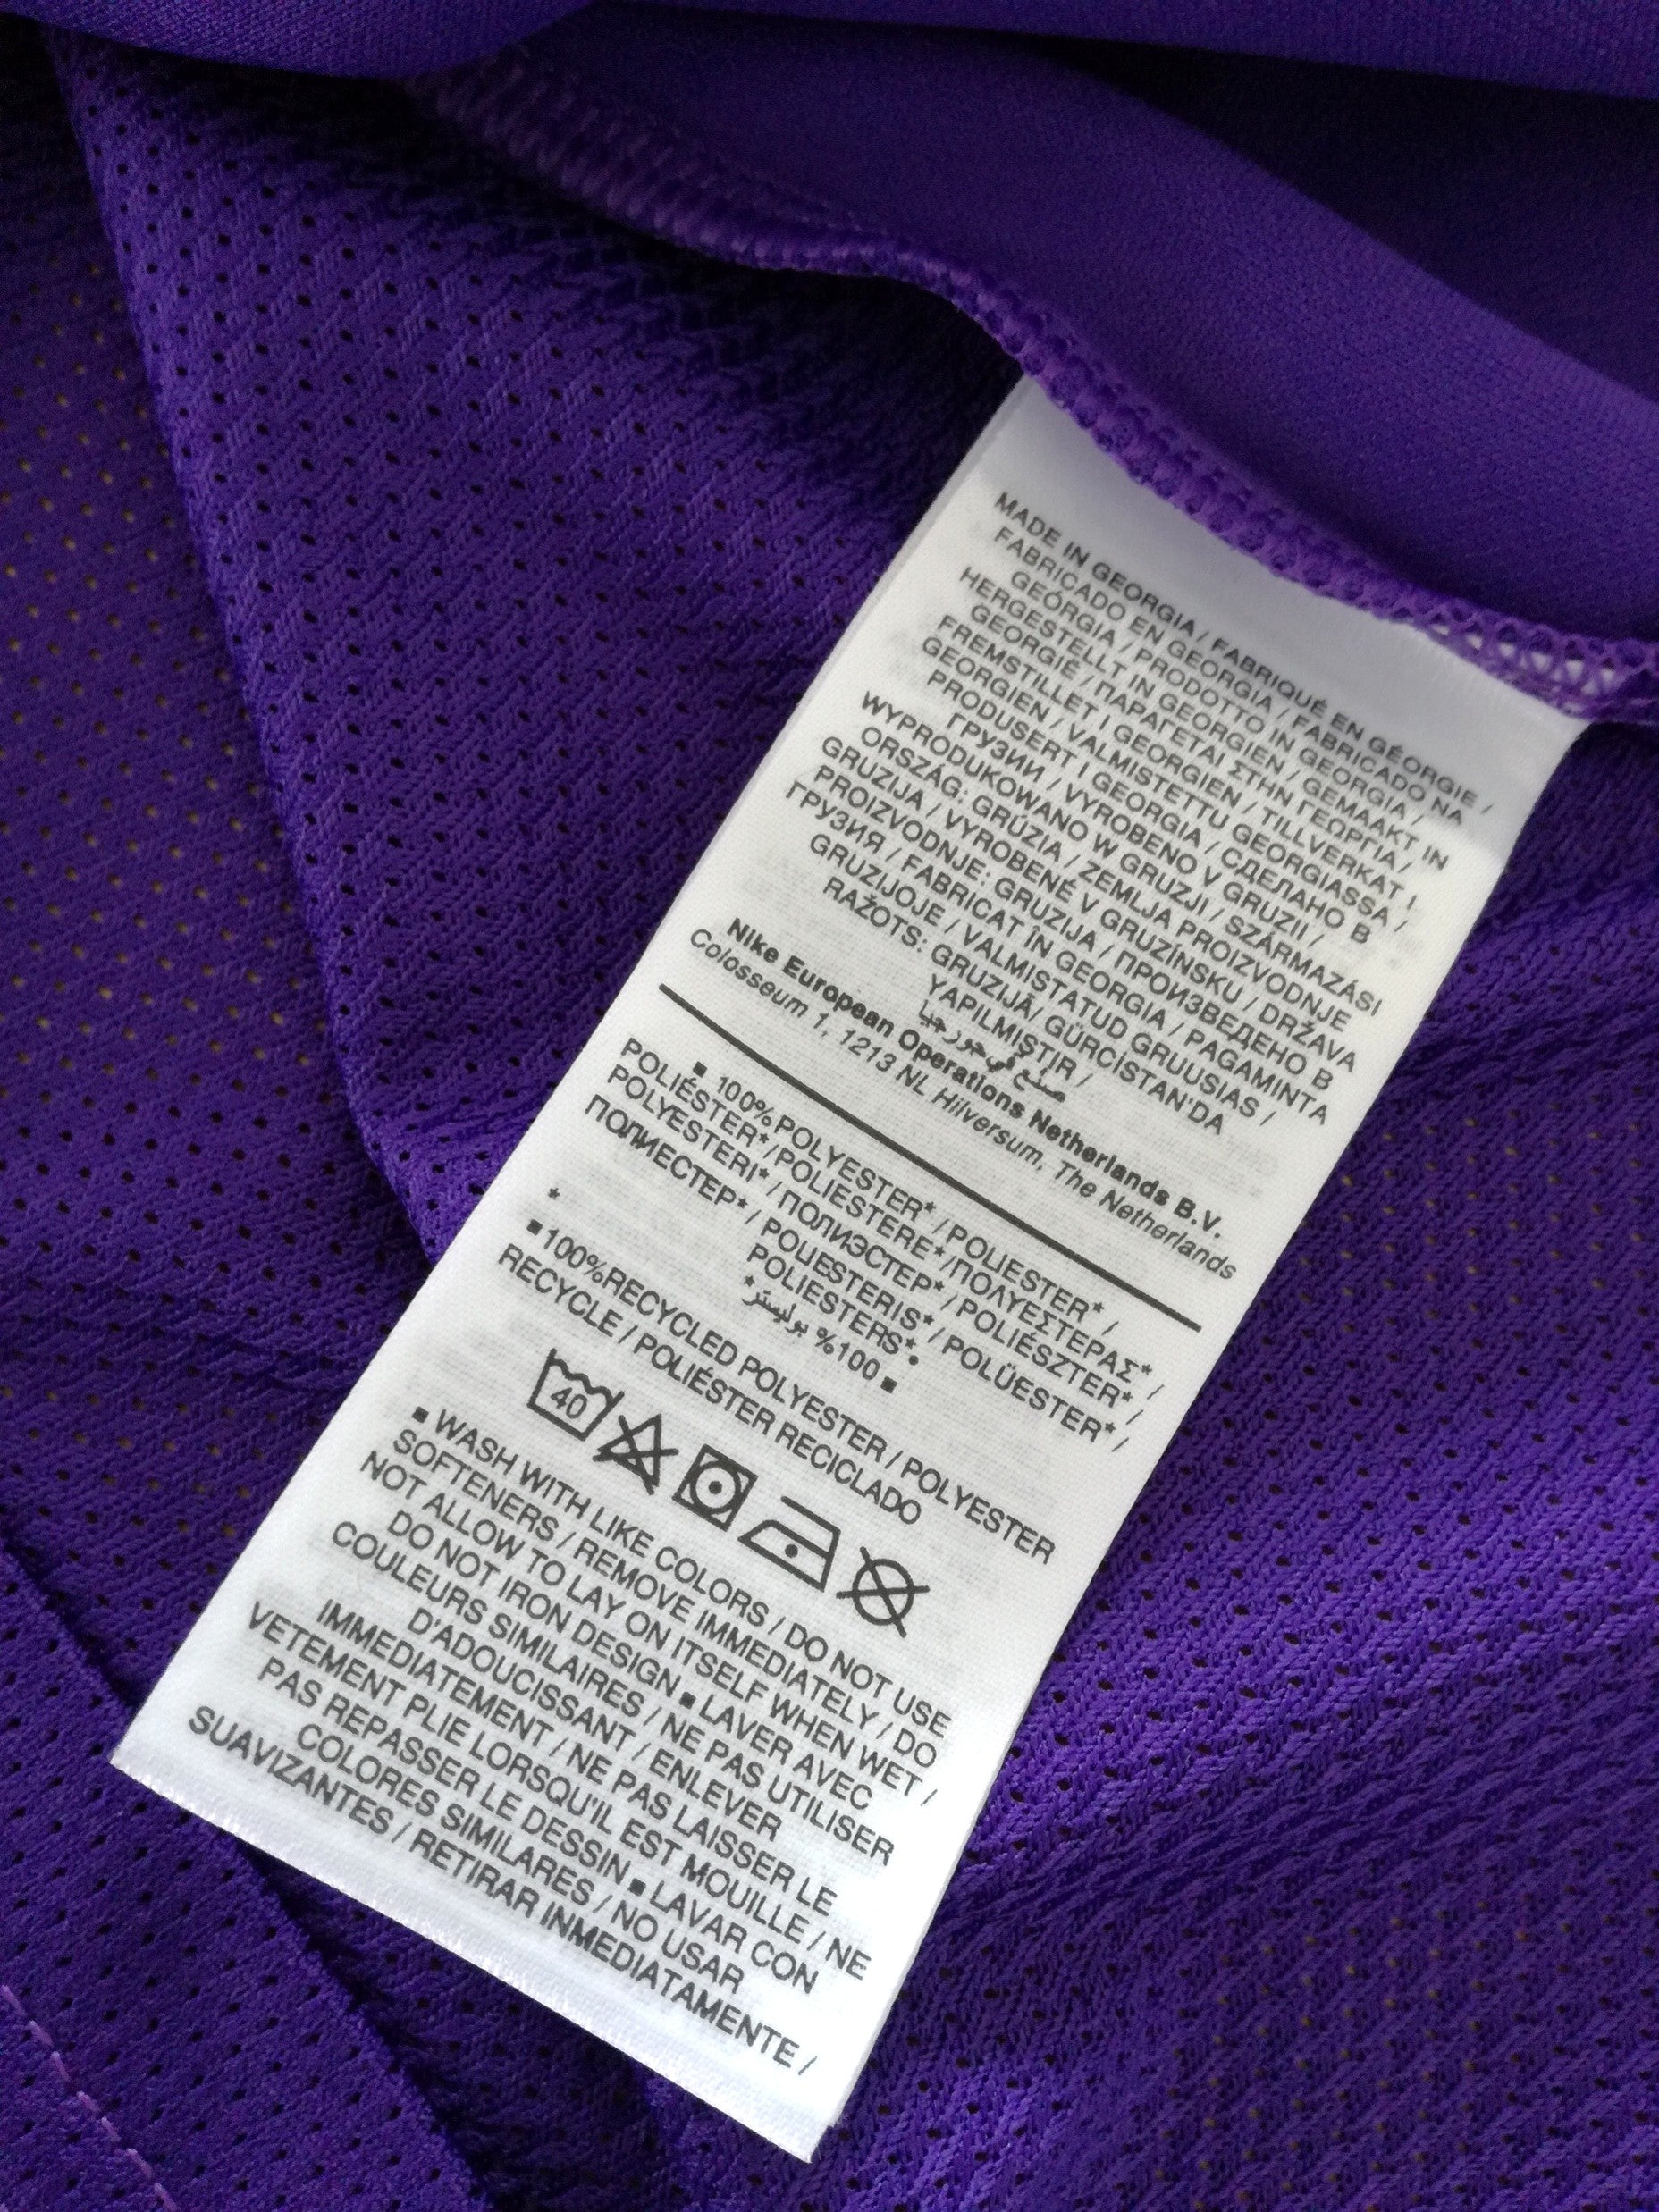 MADE IN GEORGIA / FABRIQUÉ EN GÉORGIE /
FABRICADO EN GEORGIA / FABRICADO NA
GEÓRGIA / PRODOTTO IN GEORGIA /
HERGESTELLT IN GEORGIEN / GEMAAKT IN
GEORGIË / ΠΑΡΑΓΕΤΑΙ ΣΤΗΝ ΓΕΩΡΓΙΑ /
FREMSTILLET I GEORGIEN / TILLVERKAT I
GEORGIEN / VALMISTETTU GEORGIASSA /
PRODUSERT I GEORGIA / СДЕЛАНО В
ГРУЗИИ / VYROBENO V GRUZII /
WYPRODUKOWANO W GRUZJI / SZÁRMAZÁSI
ORSZÁG: GRÚZIA / ZEMLJA PROIZVODNJE
GRUZIJA / VYROBENÉ V GRUZÍNSKU / DRŽAVA
PROIZVODNJE: GRUZIJA / ПРОИЗВЕДЕНО В
ГРУЗИЯ / FABRICAT ÎN GEORGIA / PAGAMINTA
GRUZIJOJE / VALMISTATUD GRUUSIAS /
RAŽOTS: GRUZIJĀ/ GÜRCİSTAN'DA
YAPILMIŞTIR /
صنع في جورجيا
Nike European Operations Netherlands B.V.
Colosseum 1, 1213 NL Hilversum, The Netherlands
■ 100% POLYESTER* / POLIESTER* /
POLIÉSTER* / POLIESTERE* / ΠΟΛΥΕΣΤΕΡΑΣ* /
POLYESTERI* / ПОЛИЭСТЕР* / POLIÉSZTER* /
ПОЛИЕСТЕР* / POLIESTERIS* / POLÜESTER* /
POLIESTERS* •
■ 100% بوليستر*
*
■ 100%RECYCLED POLYESTER / POLYESTER
RECYCLE / POLIÉSTER RECICLADO
40
■ WASH WITH LIKE COLORS / DO NOT USE
SOFTENERS / REMOVE IMMEDIATELY / DO
NOT ALLOW TO LAY ON ITSELF WHEN WET /
DO NOT IRON DESIGN ■ LAVER AVEC
COULEURS SIMILAIRES / NE PAS UTILISER
D'ADOUCISSANT / ENLEVER
IMMEDIATEMENT / NE PAS LAISSER LE
VETEMENT PLIE LORSQU'IL EST MOUILLE / NE
PAS REPASSER LE DESSIN ■ LAVAR CON
COLORES SIMILARES / NO USAR
SUAVIZANTES / RETIRAR INMEDIATAMENTE /